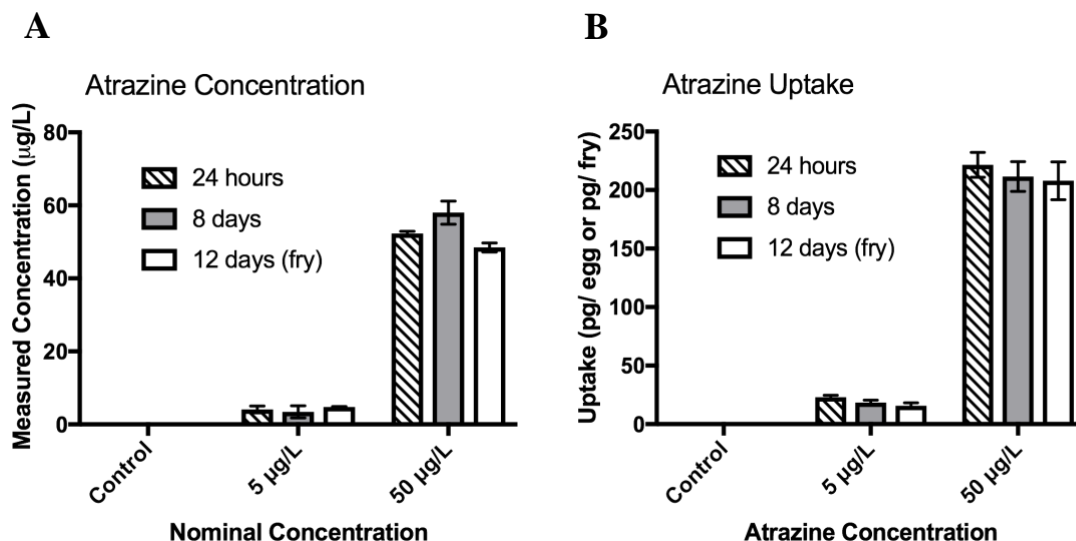 A
Atrazine Concentration
Measured Concentration (µg/L)
80
60
40
20
0
24 hours
8 days
12 days (fry)
Control
5 µg/L
50 µg/L
Nominal Concentration
B
Atrazine Uptake
Uptake (pg/ egg or pg/ fry)
250
200
150
100
50
0
24 hours
8 days
12 days (fry)
Control
5 µg/L
50 µg/L
Atrazine Concentration